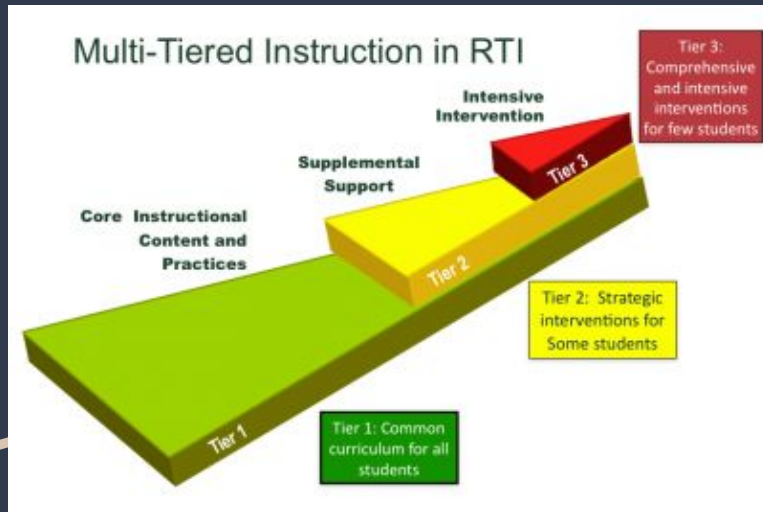 Multi-Tiered Instruction in RTI
Tier 3:
Comprehensive
and intensive
interventions
for few students
Intensive
Intervention
Supplemental
Support
Core Instructional
Content and
Practices
Tier 3
Tier 2
Tier 1
Tier 2: Strategic
interventions for
Some students
Tier 1: Common
curriculum for all
students